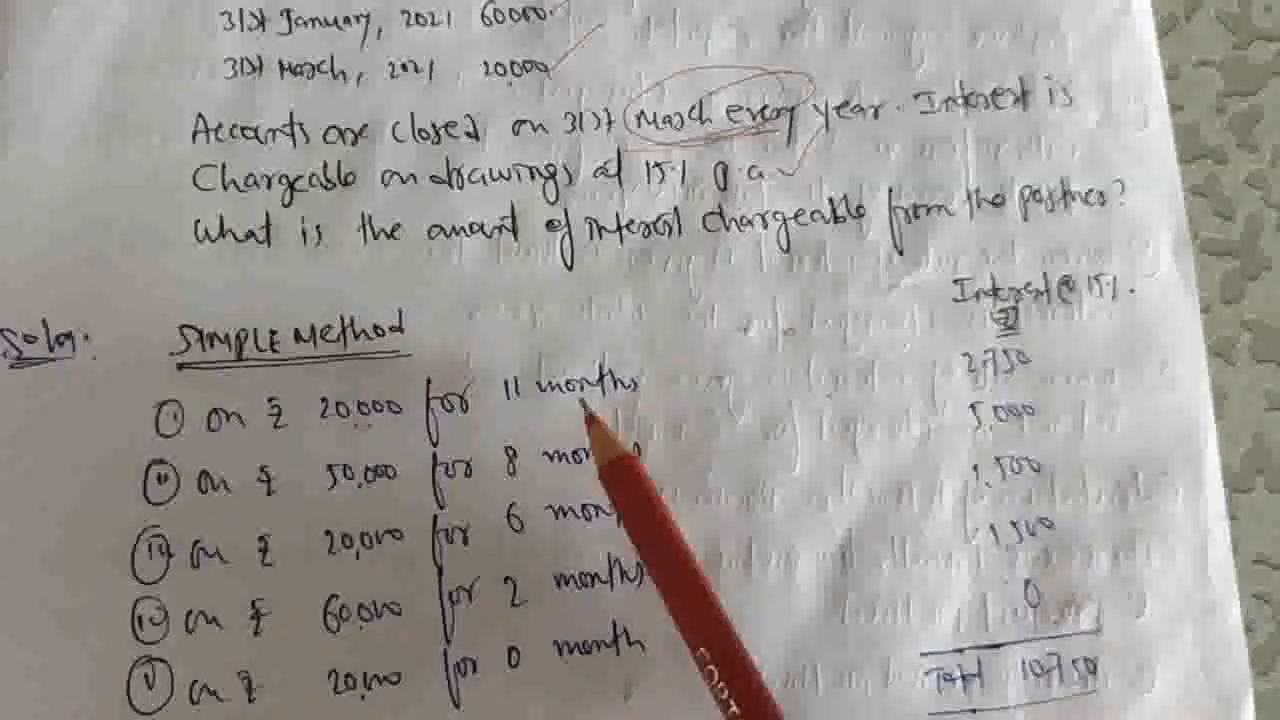 31st January, 2021 60000
31st March, 2021 20,000
Accounts are closed on 31st March every year. Interest is
Chargeable on drawings at 15% p.a
What is the amount of interest chargeable from the partner?
Interest @ 15%.
Soln: SIMPLE Method
(i) on ₹ 20,000 for 11 months 2,750
(ii) on ₹ 50,000 for 8 5,000
(iii) on ₹ 20,000 for 6 1,500
(iv) on ₹ 60,000 for 2 months 1,500
(v) on ₹ 20,000 for 0 month 0
Total 10,750